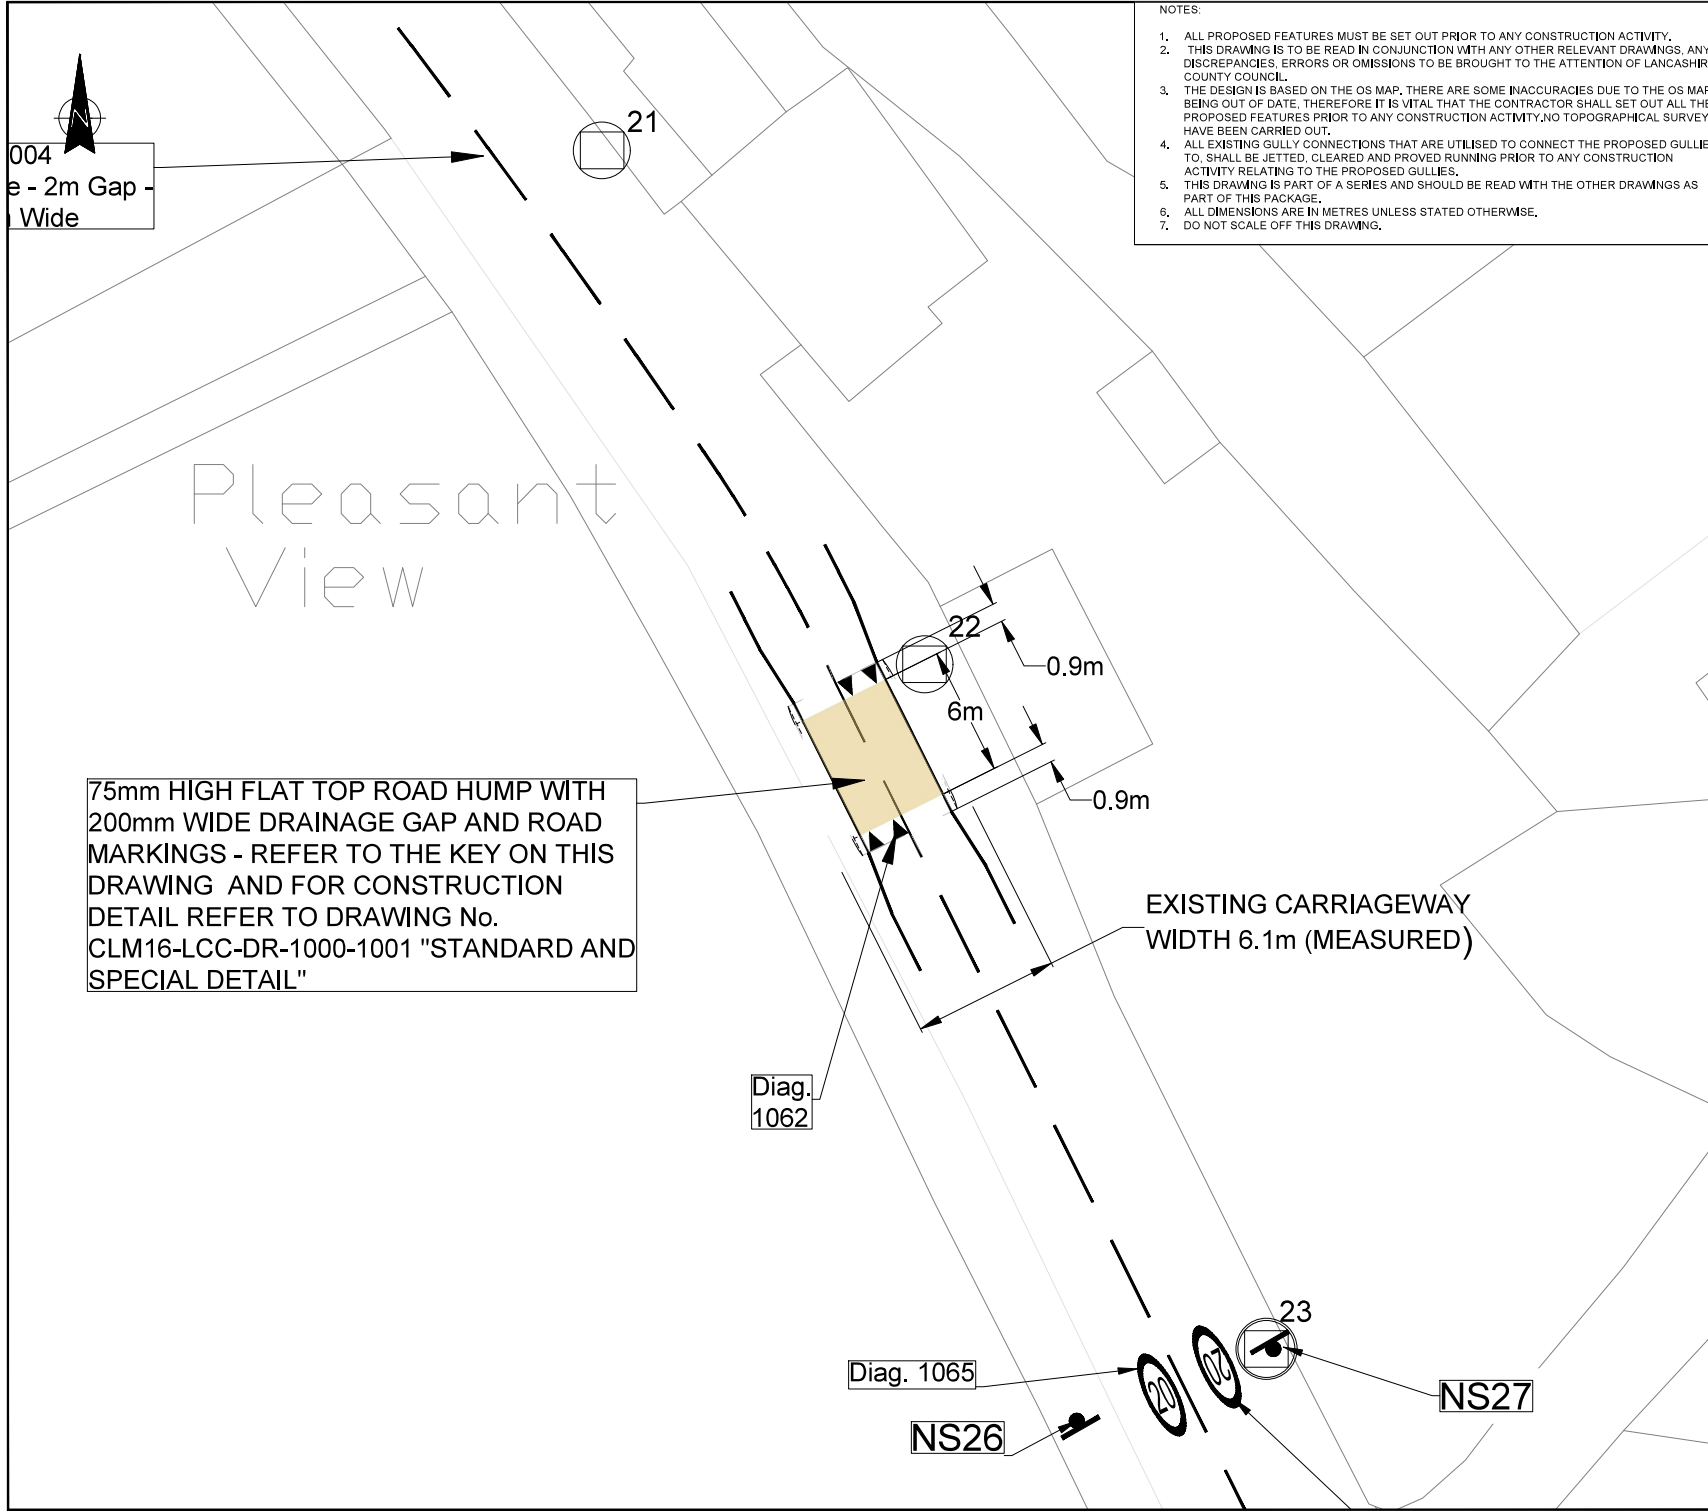 NOTES:
1. ALL PROPOSED FEATURES MUST BE SET OUT PRIOR TO ANY CONSTRUCTION ACTIVITY.
2. THIS DRAWING IS TO BE READ IN CONJUNCTION WITH ANY OTHER RELEVANT DRAWINGS, ANY
DISCREPANCIES, ERRORS OR OMISSIONS TO BE BROUGHT TO THE ATTENTION OF LANCASHIR
COUNTY COUNCIL.
3. THE DESIGN IS BASED ON THE OS MAP. THERE ARE SOME INACCURACIES DUE TO THE OS MAP
BEING OUT OF DATE, THEREFORE IT IS VITAL THAT THE CONTRACTOR SHALL SET OUT ALL THE
PROPOSED FEATURES PRIOR TO ANY CONSTRUCTION ACTIVITY.NO TOPOGRAPHICAL SURVEY
HAVE BEEN CARRIED OUT.
4. ALL EXISTING GULLY CONNECTIONS THAT ARE UTILISED TO CONNECT THE PROPOSED GULLIE
TO, SHALL BE JETTED, CLEARED AND PROVED RUNNING PRIOR TO ANY CONSTRUCTION
ACTIVITY RELATING TO THE PROPOSED GULLIES.
5. THIS DRAWING IS PART OF A SERIES AND SHOULD BE READ WITH THE OTHER DRAWINGS AS
PART OF THIS PACKAGE.
6. ALL DIMENSIONS ARE IN METRES UNLESS STATED OTHERWISE.
7. DO NOT SCALE OFF THIS DRAWING.
N
004
e - 2m Gap -
Wide
21
Pleasant
View
22
0.9m
6m
0.9m
75mm HIGH FLAT TOP ROAD HUMP WITH
200mm WIDE DRAINAGE GAP AND ROAD
MARKINGS - REFER TO THE KEY ON THIS
DRAWING AND FOR CONSTRUCTION
DETAIL REFER TO DRAWING No.
CLM16-LCC-DR-1000-1001 "STANDARD AND
SPECIAL DETAIL"
EXISTING CARRIAGEWAY
WIDTH 6.1m (MEASURED)
Diag.
1062
23
Diag. 1065
20
20
NS27
NS26